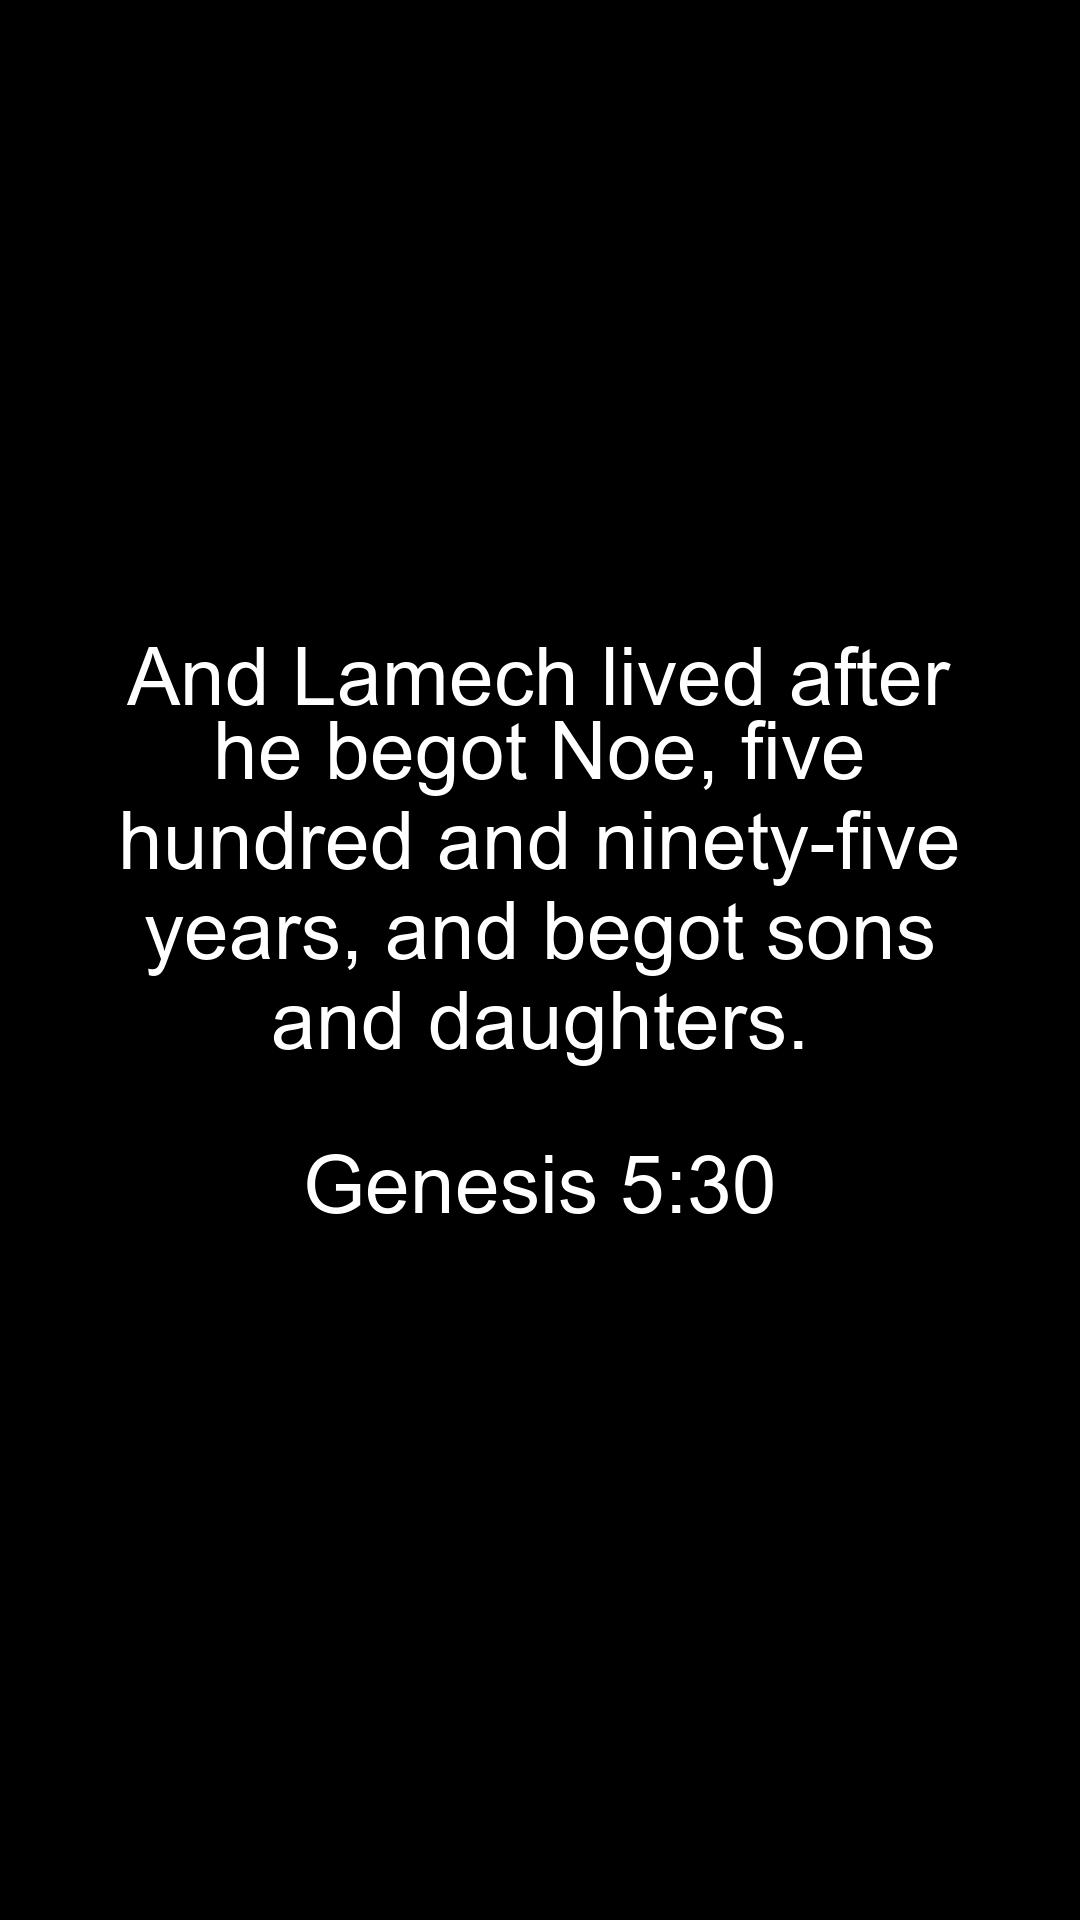 And Lamech lived after
he begot Noe, five
hundred and ninety-five
years, and begot sons
and daughters.
Genesis 5:30